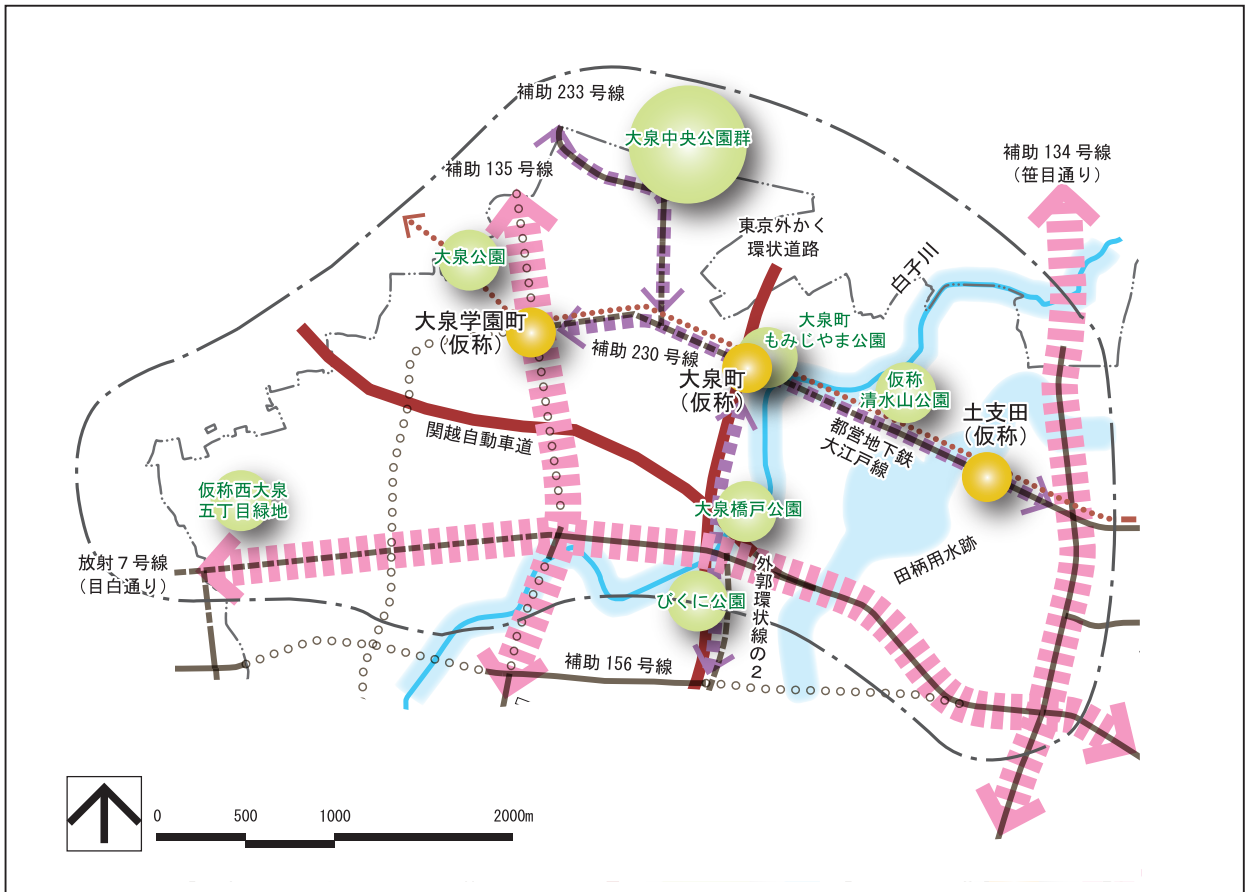 補助 233 号線
大泉中央公園群
補助 134 号線
(笹目通り)
補助 135 号線
東京外かく
環状道路
大泉公園
白子川
大泉学園町
(仮称)
大泉町
もみじやま公園
補助 230 号線
大泉町
(仮称)
仮称
清水山公園
土支田
(仮称)
都営地下鉄
大江戸線
関越自動車道
仮称西大泉
五丁目緑地
大泉橋戸公園
放射７号線
(目白通り)
田柄用水跡
外郭環状線の２
びくに公園
補助 156 号線
0
500
1000
2000m